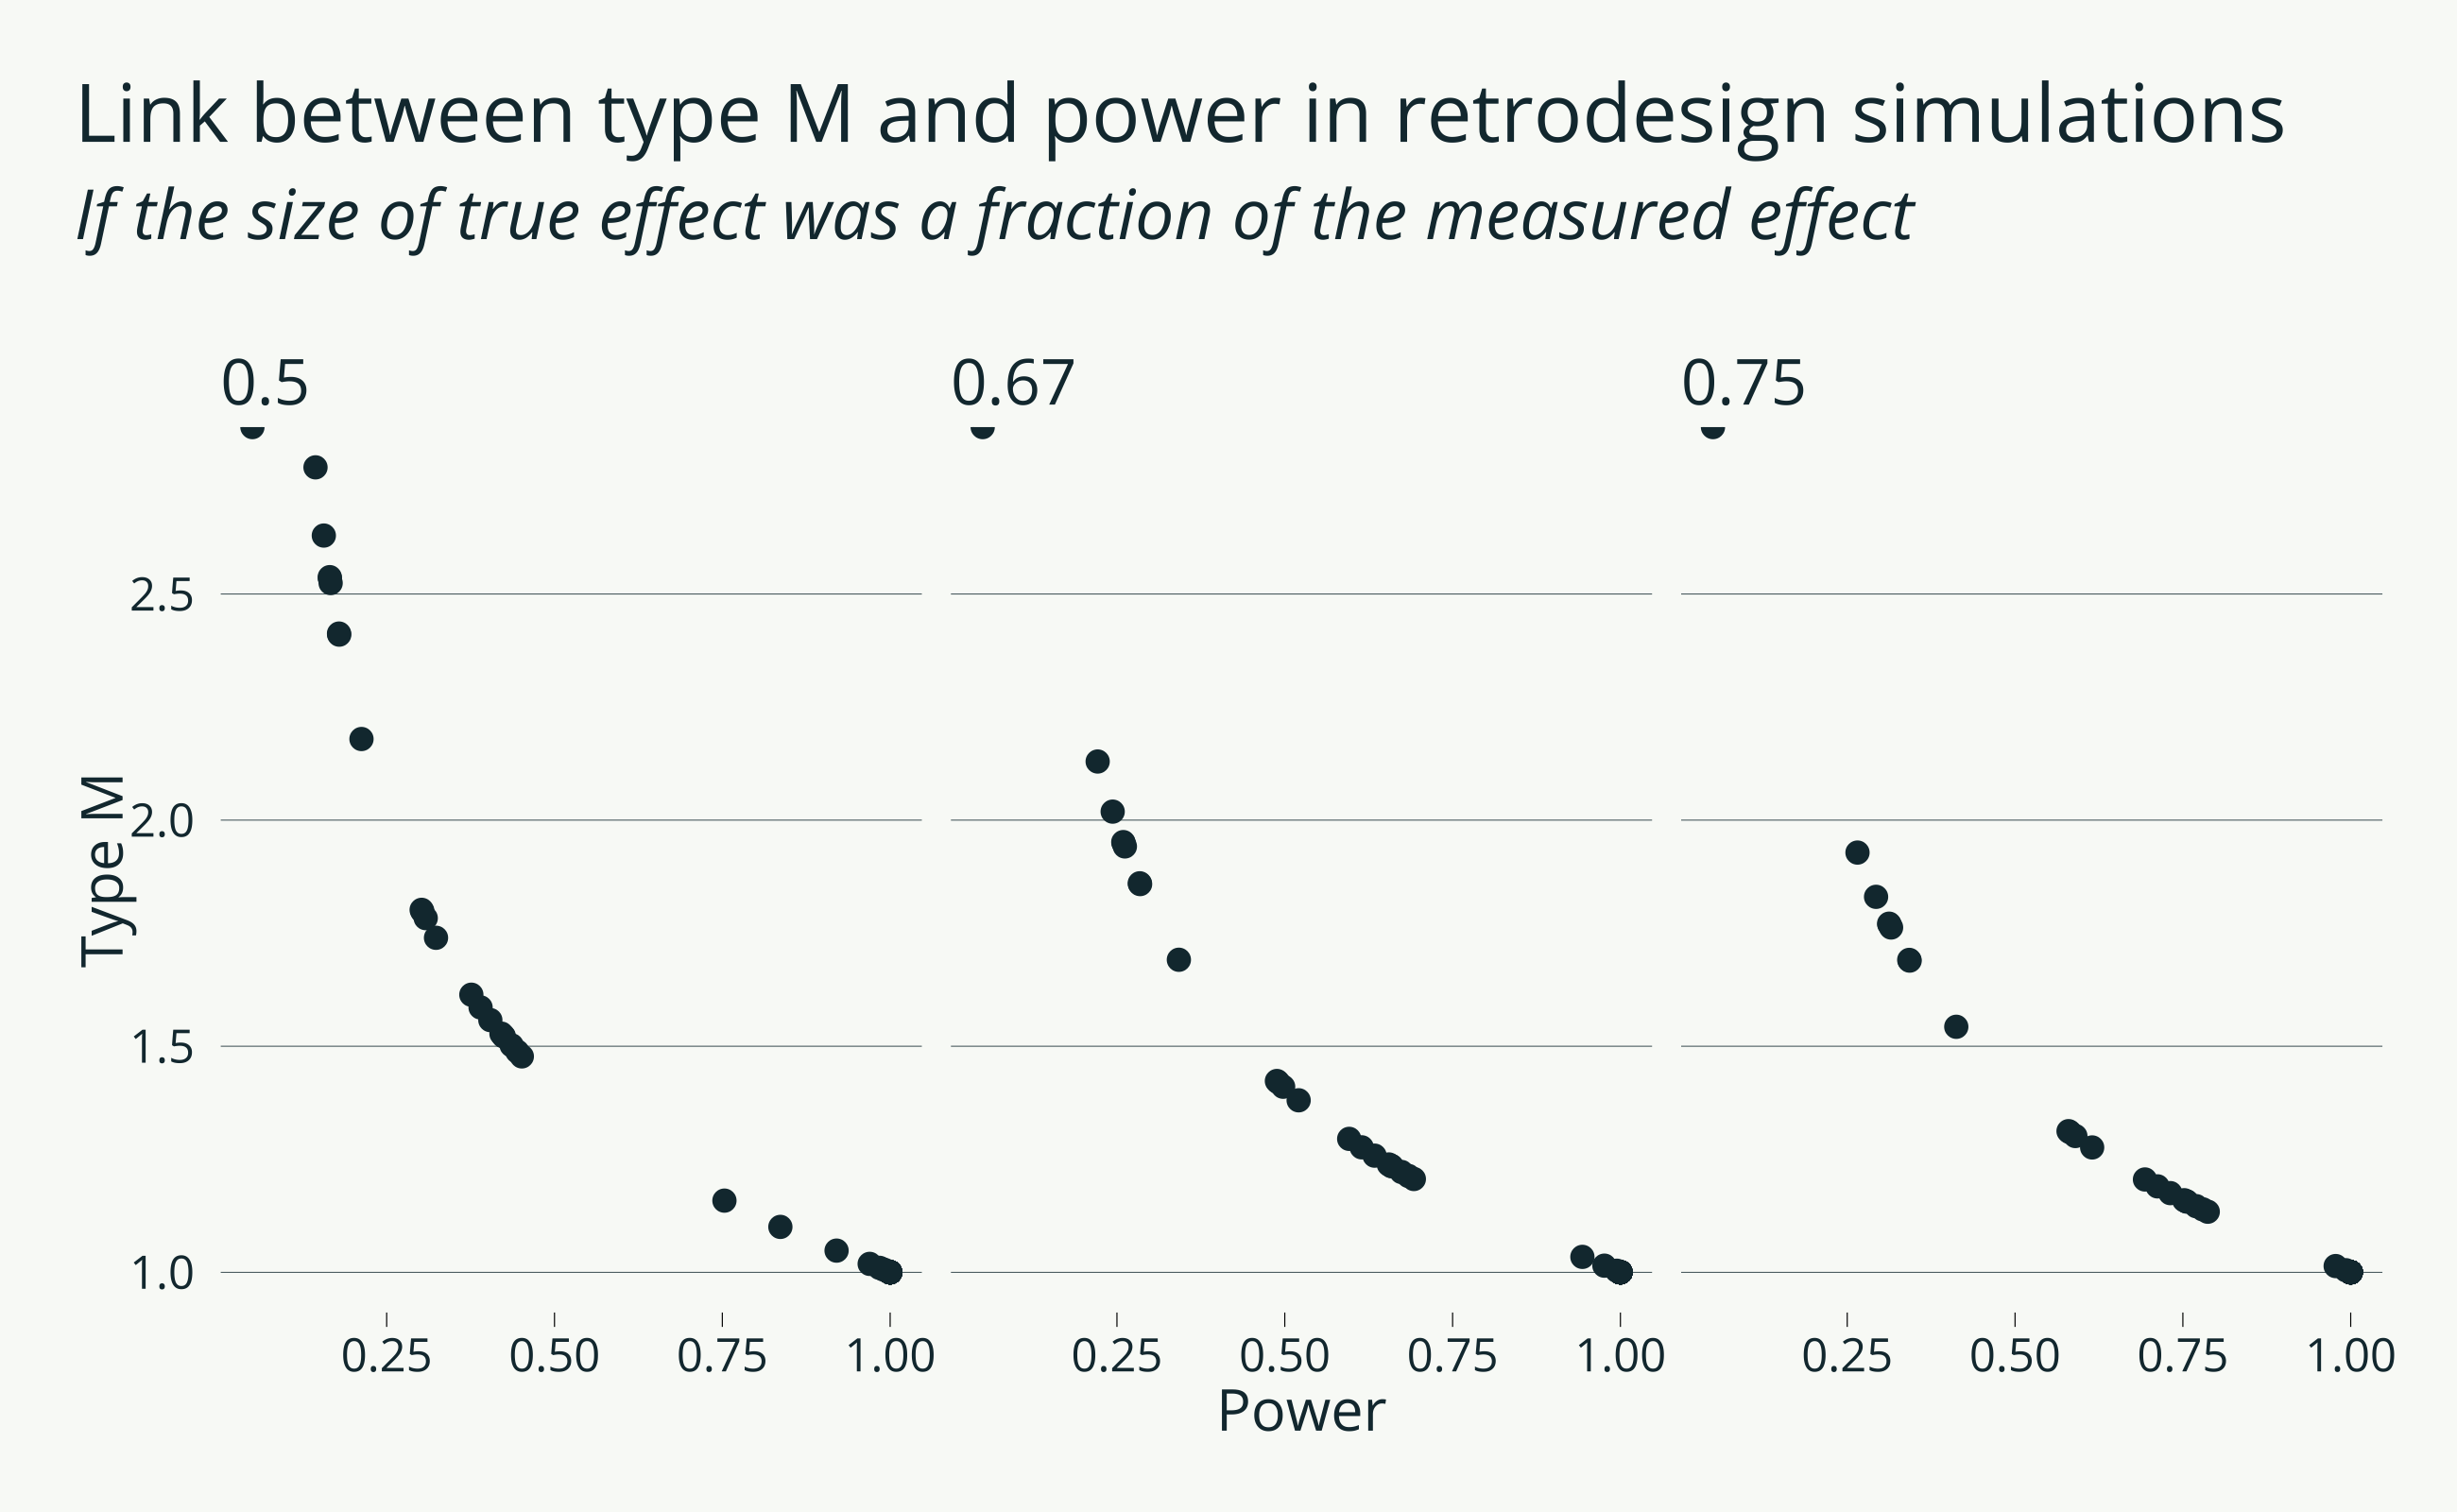 Link between type M and power in retrodesign simulations
If the size of true effect was a fraction of the measured effect
0.5 0.67 0.75
2.5
2.0
1.5
1.0
Type M
0.25 0.50 0.75 1.00 0.25 0.50 0.75 1.00 0.25 0.50 0.75 1.00
Power